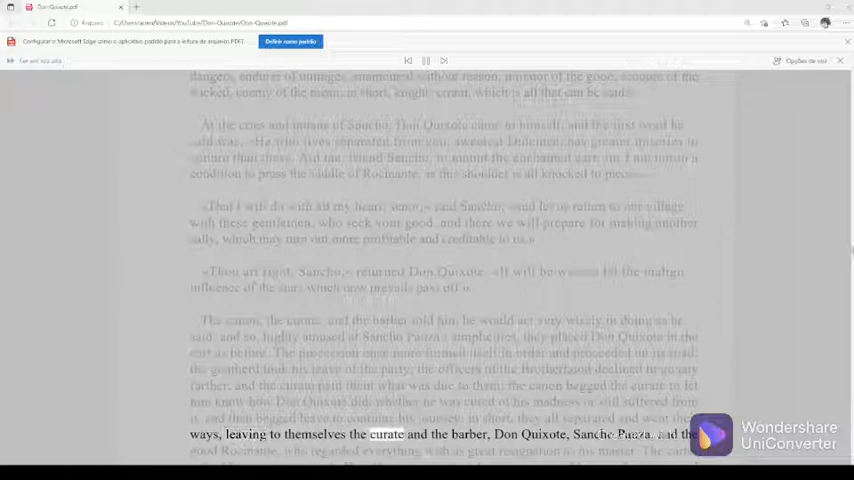 Don-Quixote.pdf
Arquivo C:/Users/
/Videos/YouTube/Don-Quixote/Don-Quixote.pdf
Configurar o Microsoft Edge como o aplicativo padrão para a leitura de arquivos PDF? Definir como padrão
Ler em voz alta Opções de voz
dangers, endurer of outrages, enamoured without reason, imitator of the good, scourge of the
wicked, enemy of the mean; in short, knight-errant, which is all that can be said!»
At the cries and moans of Sancho, Don Quixote came to himself, and the first word he
said was, «He who lives separated from you, sweetest Dulcinea, has greater miseries to
endure than these. Aid me, friend Sancho, to mount the enchanted cart; for I am not in a
condition to press the saddle of Rocinante, as this shoulder is all knocked to pieces.»
«That I will do with all my heart, senor,» said Sancho, «and let us return to our village
with these gentlemen, who seek your good, and there we will prepare for making another
sally, which may turn out more profitable and creditable to us.»
«Thou art right, Sancho,» returned Don Quixote. «It will be wise to let the malign
influence of the stars which now prevails pass off.»
The canon, the curate, and the barber told him he would act very wisely in doing as he
said; and so, highly amused at Sancho Panza's simplicities, they placed Don Quixote in the
cart as before. The procession once more formed itself in order and proceeded on its road;
the goatherd took his leave of the party; the officers of the Brotherhood declined to go any
farther, and the curate paid them what was due to them; the canon begged the curate to let
him know how Don Quixote did, whether he was cured of his madness or still suffered from
it, and then begged leave to continue his journey; in short, they all separated and went their
ways, leaving to themselves the curate and the barber, Don Quixote, Sancho Panza, and the
good Rocinante, who regarded everything with as great resignation as his master. The carter
Wondershare
UniConverter